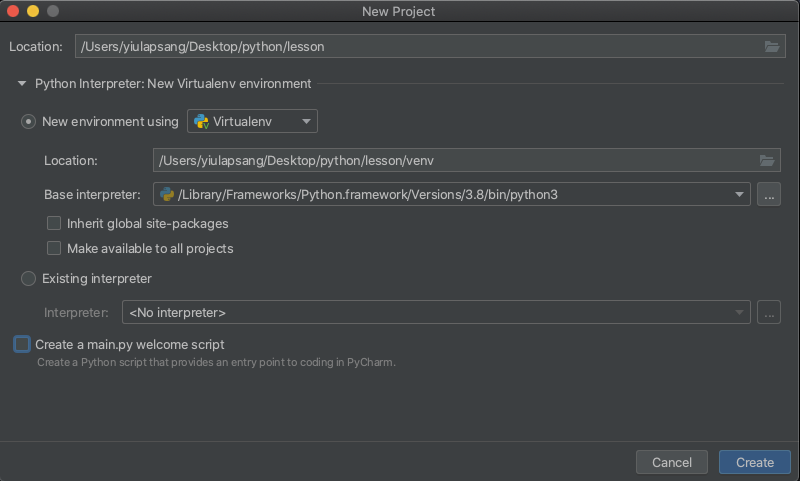 New Project
Location: /Users/yiulapsang/Desktop/python/lesson
Python Interpreter: New Virtualenv environment
New environment using Virtualenv
Location: /Users/yiulapsang/Desktop/python/lesson/venv
Base interpreter: /Library/Frameworks/Python.framework/Versions/3.8/bin/python3 ...
Inherit global site-packages
Make available to all projects
Existing interpreter
Interpreter: <No interpreter> ...
Create a main.py welcome script
Create a Python script that provides an entry point to coding in PyCharm.
Cancel Create